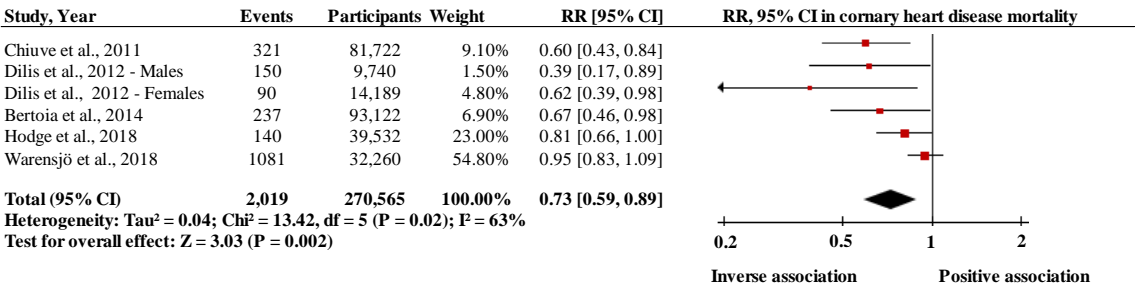 Study, Year Events Participants Weight RR [95% CI] RR, 95% CI in cornary heart disease mortality
Chiuve et al., 2011 321 81,722 9.10% 0.60 [0.43, 0.84]
Dilis et al., 2012 - Males 150 9,740 1.50% 0.39 [0.17, 0.89]
Dilis et al., 2012 - Females 90 14,189 4.80% 0.62 [0.39, 0.98]
Bertoia et al., 2014 237 93,122 6.90% 0.67 [0.46, 0.98]
Hodge et al., 2018 140 39,532 23.00% 0.81 [0.66, 1.00]
Warensjö et al., 2018 1081 32,260 54.80% 0.95 [0.83, 1.09]
Total (95% CI) 2,019 270,565 100.00% 0.73 [0.59, 0.89]
Heterogeneity: Tau² = 0.04; Chi² = 13.42, df = 5 (P = 0.02); I² = 63%
Test for overall effect: Z = 3.03 (P = 0.002)
0.2 0.5 1 2
Inverse association Positive association